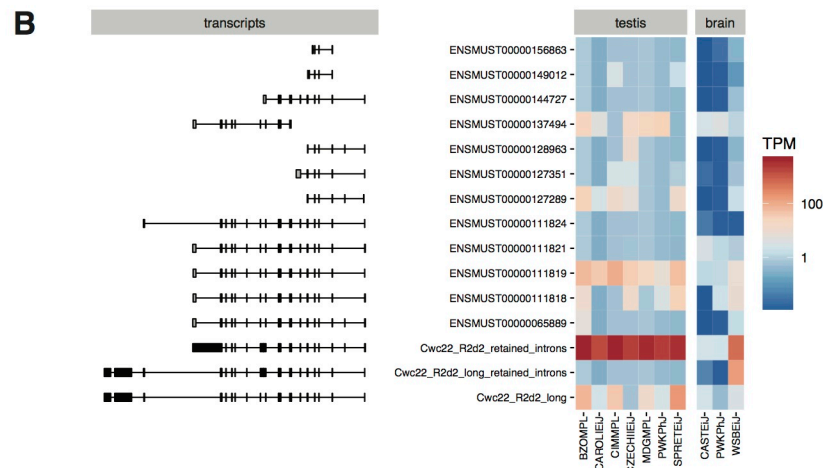 B
transcripts
testis
brain
ENSMUST00000156863
ENSMUST00000149012
ENSMUST00000144727
ENSMUST00000137494
ENSMUST00000128963
ENSMUST00000127351
ENSMUST00000127289
ENSMUST00000111824
ENSMUST00000111821
ENSMUST00000111819
ENSMUST00000111818
ENSMUST00000065889
Cwc22_R2d2_retained_introns
Cwc22_R2d2_long_retained_introns
Cwc22_R2d2_long
TPM
100
1
BZOMPL
CAROLIEiJ
CIMMPL
CZECHIIEiJ
MDGMPL
PWKPhJ
SPRETEiJ
CASTEiJ
PWKPhJ
WSBEiJ